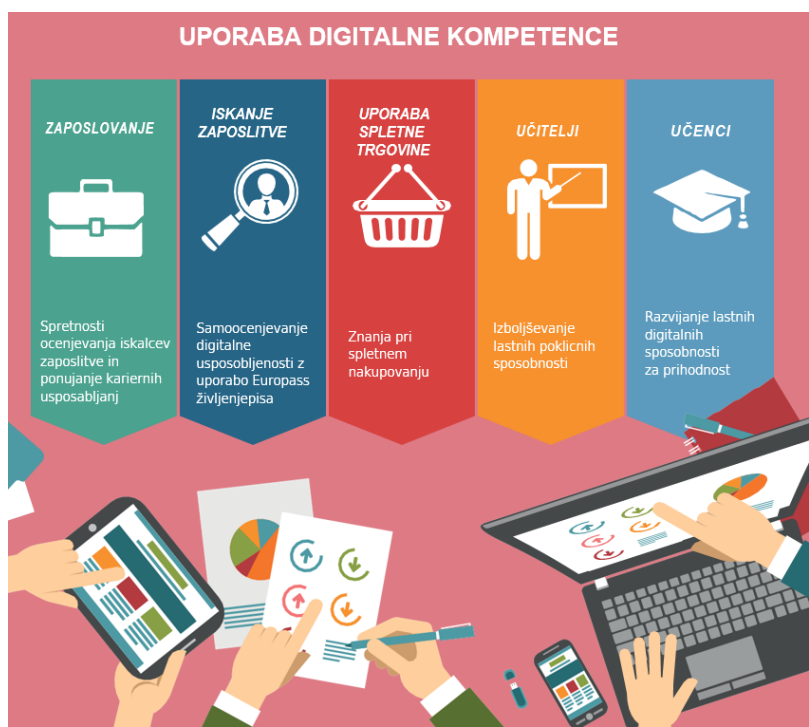 UPORABA DIGITALNE KOMPETENCE
ZAPOSLOVANJE
Spretnosti
ocenjevanja iskalcev
zaposlitve in
ponujanje kariernih
usposabljanj
ISKANJE
ZAPOSLITVE
Samoocenjevanje
digitalne
usposobljenosti z
uporabo Europass
življenjepisa
UPORABA
SPLETNE
TRGOVINE
Znanja pri
spletnem
nakupovanju
UČITELJI
Izboljševanje
lastnih poklicnih
sposobnosti
UČENCI
Razvijanje lastnih
digitalnih
sposobnosti
za prihodnost